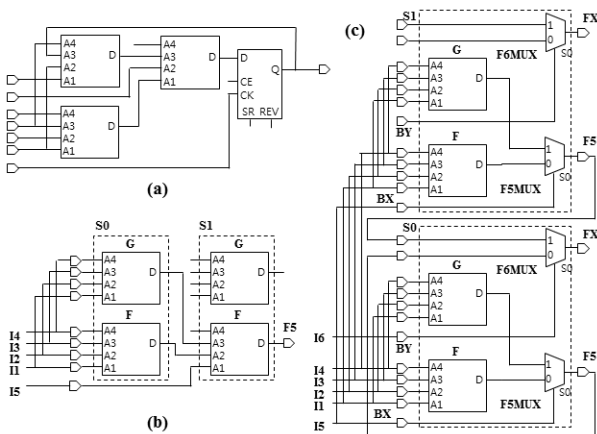 A4
A3
A2
A1
D
A4
A3
A2
A1
D
A4
A3
A2
A1
D
D
Q
CE
CK
SR REV
(a)
S0
S1
G
A4
A3
A2
A1
D
G
A4
A3
A2
A1
D
F
A4
A3
A2
A1
D
F
A4
A3
A2
A1
D
F5
I4
I3
I2
I1
I5
(b)
(c)
S1
1
0
S0
FX
F6MUX
G
A4
A3
A2
A1
D
BY
F
A4
A3
A2
A1
D
1
0
S0
F5
F5MUX
BX
S0
1
0
S0
FX
F6MUX
G
A4
A3
A2
A1
D
I6
BY
F
I4
I3
I2
I1
A4
A3
A2
A1
D
1
0
S0
F5
F5MUX
BX
I5